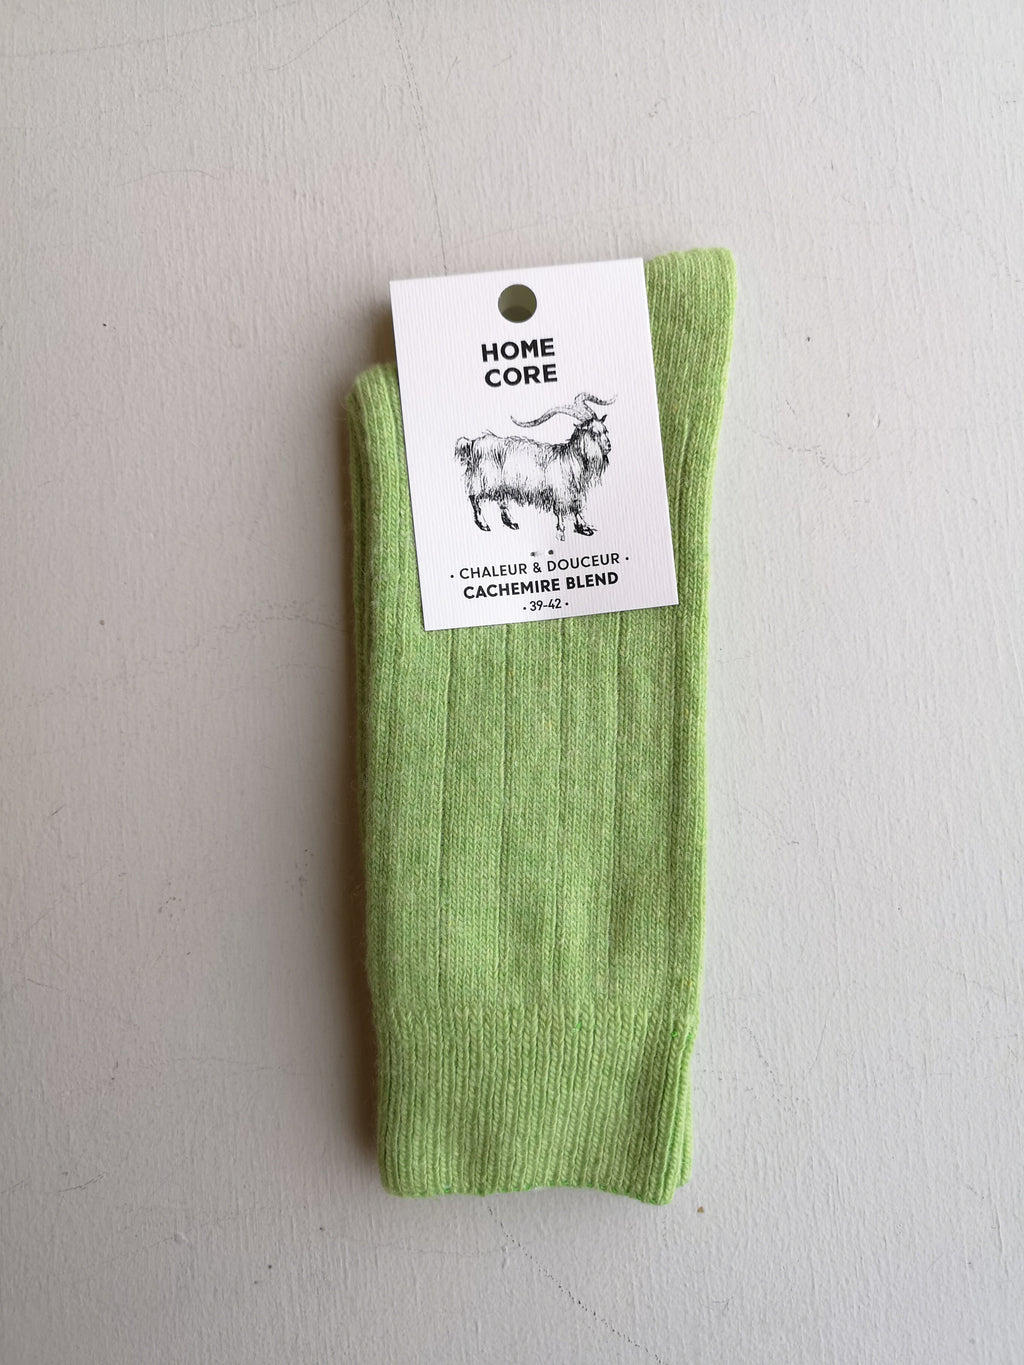 HOME
CORE
· CHALEUR & DOUCEUR ·
CACHEMIRE BLEND
· 39-42 ·